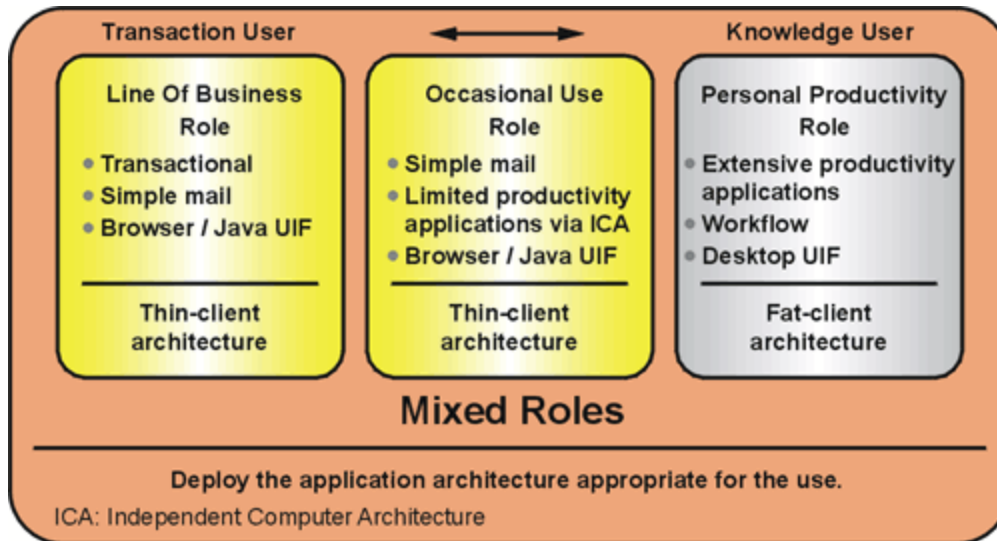 Transaction User
Knowledge User
Line Of Business
Role
Transactional
Simple mail
Browser / Java UIF
Thin-client
architecture
Occasional Use
Role
Simple mail
Limited productivity
applications via ICA
Browser / Java UIF
Thin-client
architecture
Personal Productivity
Role
Extensive productivity
applications
Workflow
Desktop UIF
Fat-client
architecture
Mixed Roles
Deploy the application architecture appropriate for the use.
ICA: Independent Computer Architecture